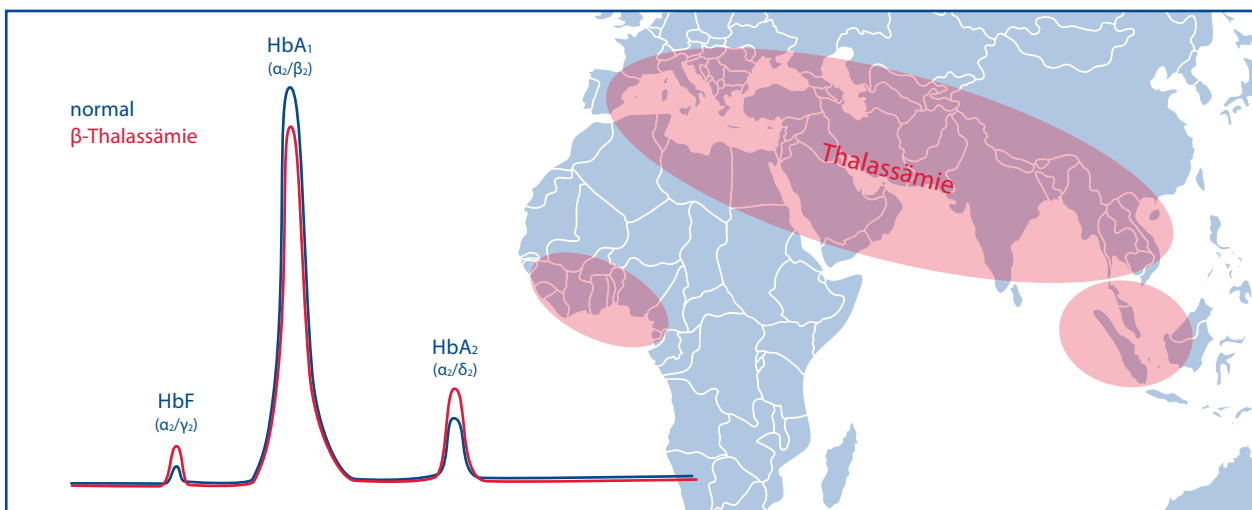 HbA₁
(α₂/β₂)
normal
β-Thalassämie
Thalassämie
HbA₂
(α₂/δ₂)
HbF
(α₂/γ₂)